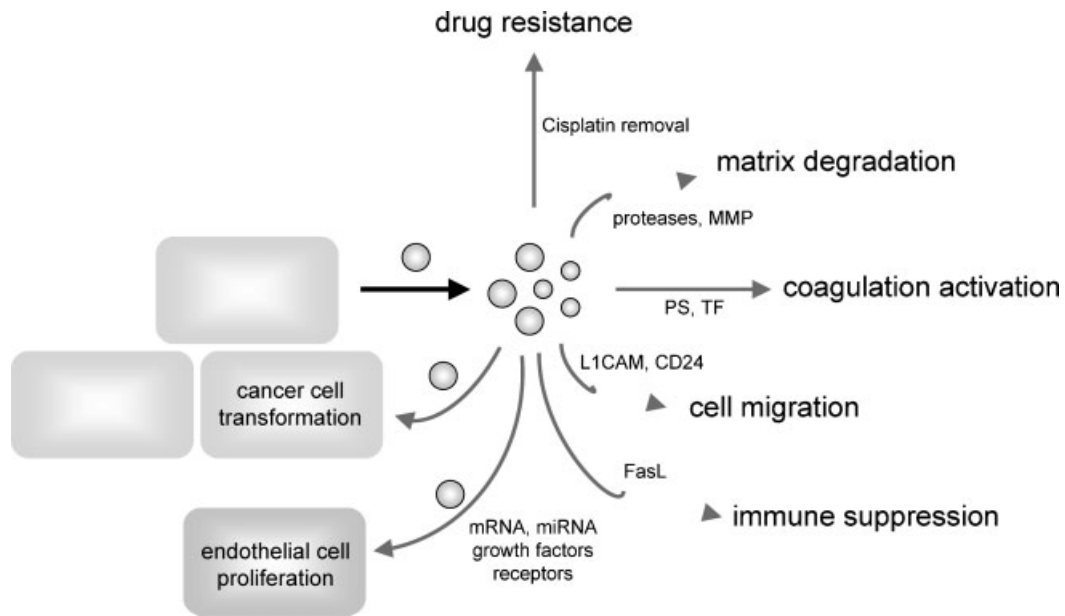 drug resistance
Cisplatin removal
matrix degradation
proteases, MMP
coagulation activation
PS, TF
L1CAM, CD24
cancer cell
transformation
cell migration
FasL
immune suppression
mRNA, miRNA
growth factors
receptors
endothelial cell
proliferation